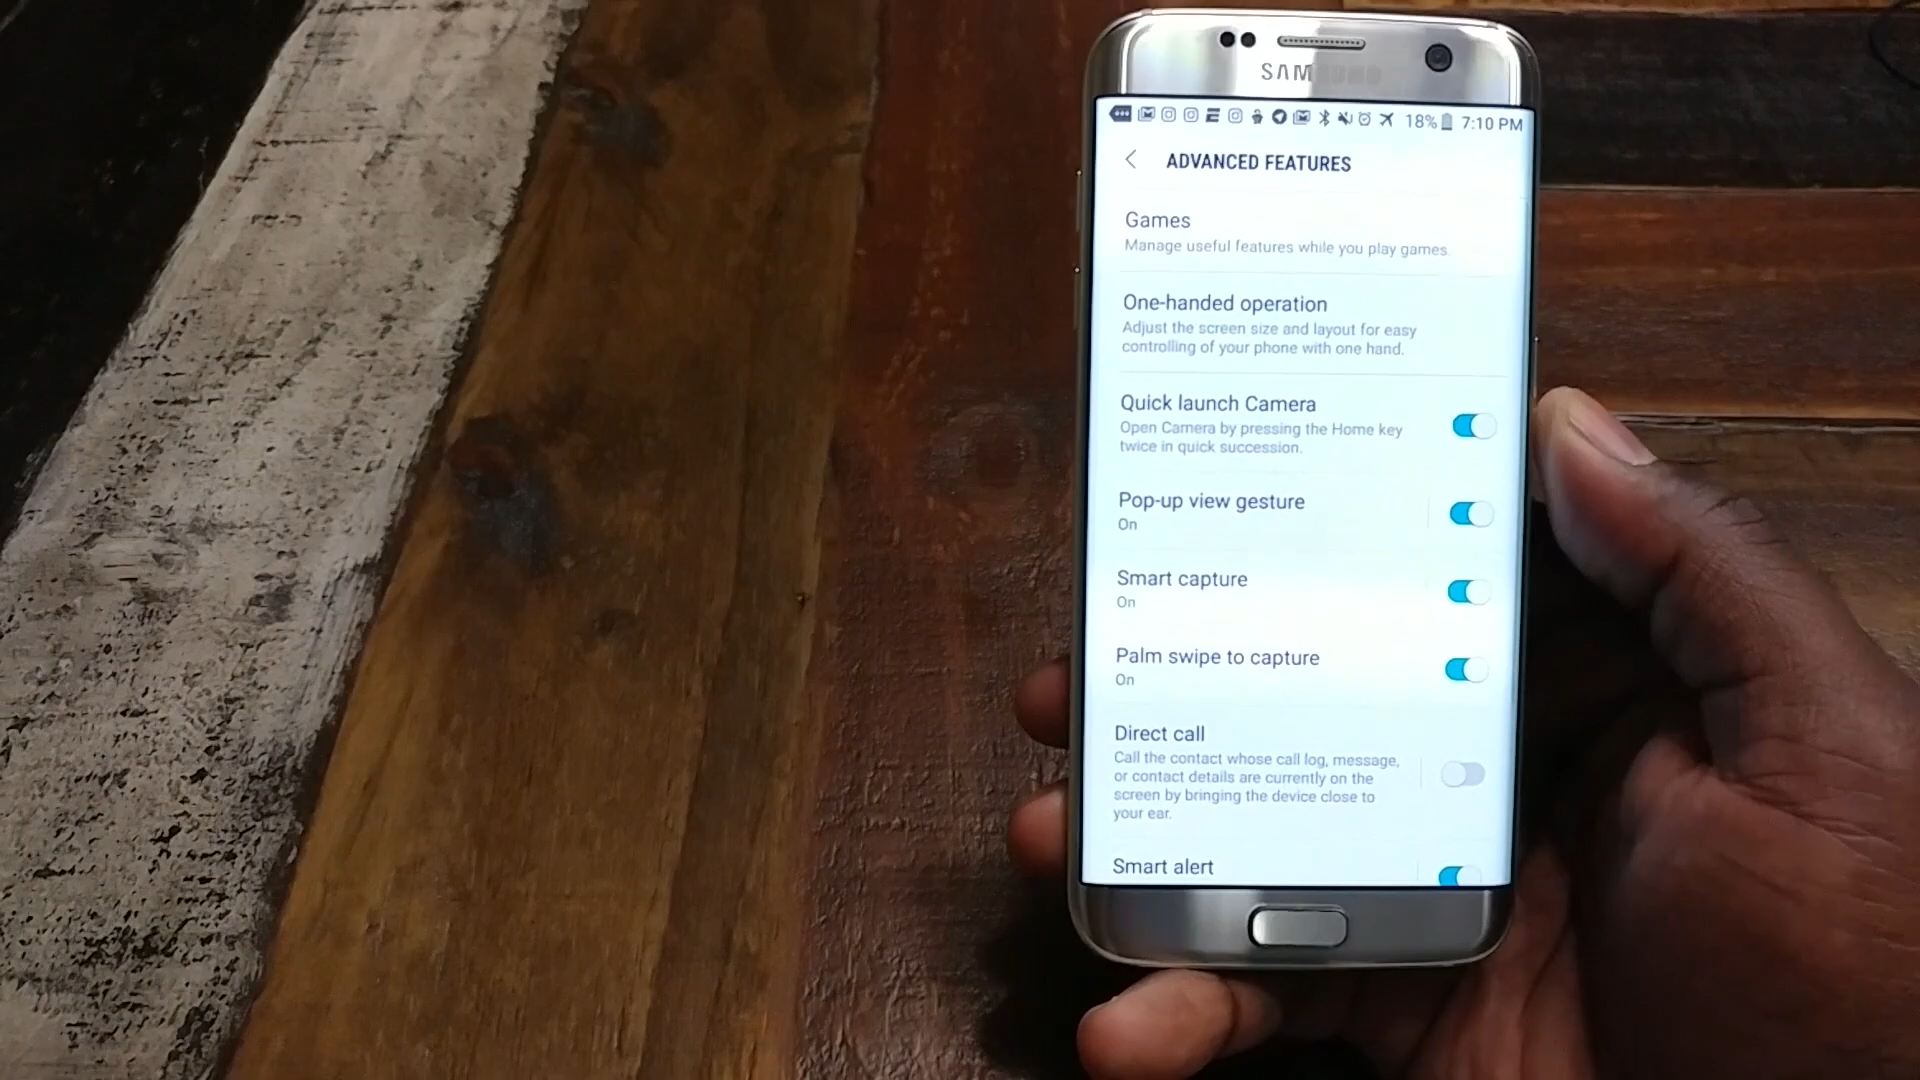 SAM
18% 7:10 PM
ADVANCED FEATURES
Games
Manage useful features while you play games.
One-handed operation
Adjust the screen size and layout for easy
controlling of your phone with one hand.
Quick launch Camera
Open Camera by pressing the Home key
twice in quick succession.
Pop-up view gesture
On
Smart capture
On
Palm swipe to capture
On
Direct call
Call the contact whose call log, message,
or contact details are currently on the
screen by bringing the device close to
your ear.
Smart alert